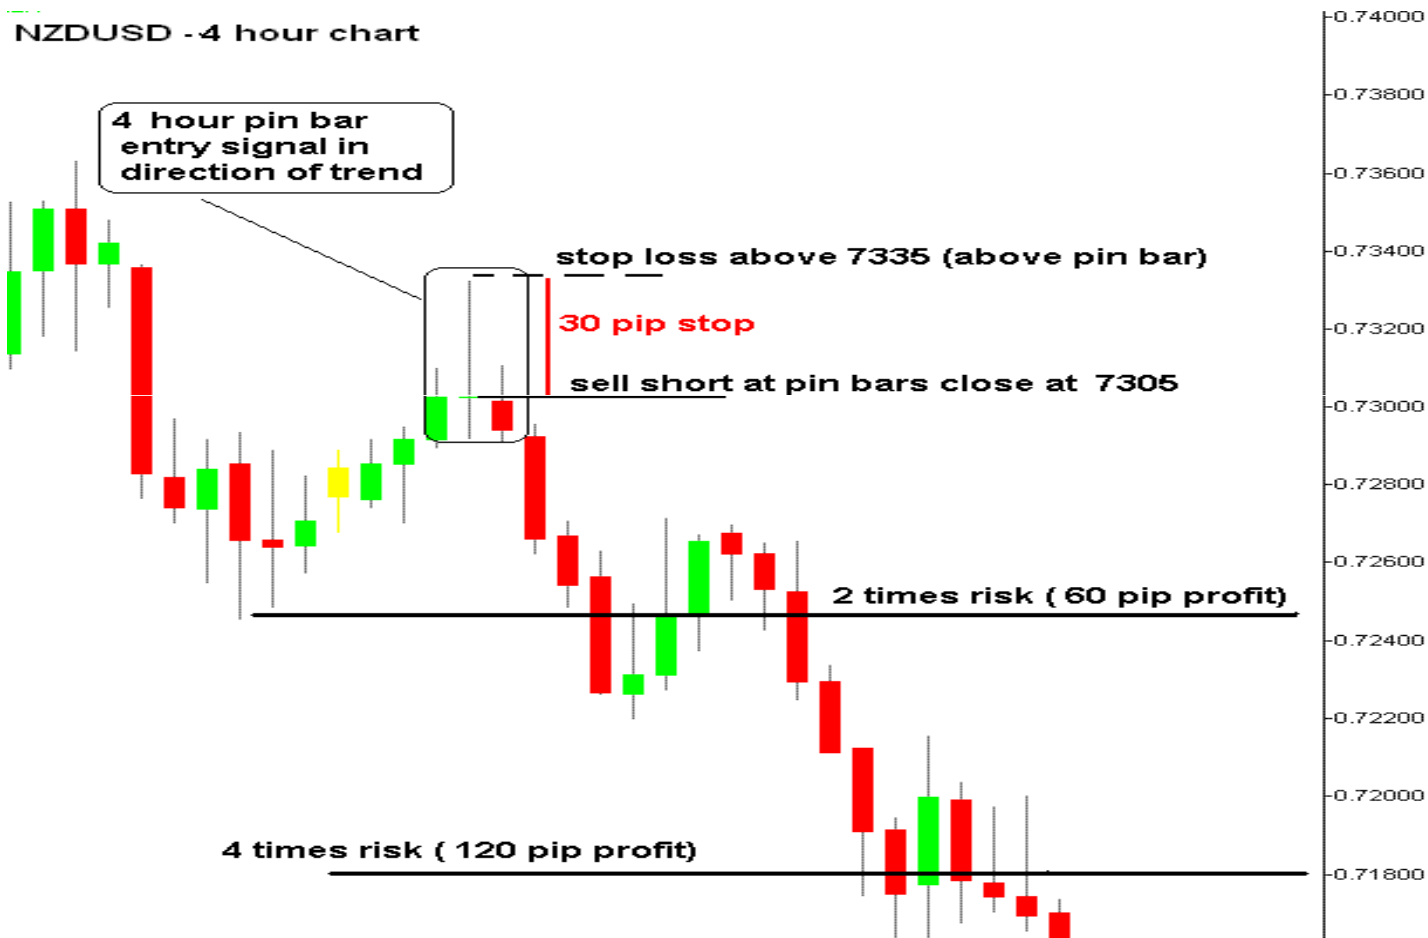 NZDUSD - 4 hour chart
0.74000
0.73800
4 hour pin bar
entry signal in
direction of trend
0.73600
stop loss above 7335 (above pin bar)
0.73400
30 pip stop
0.73200
sell short at pin bars close at 7305
0.73000
0.72800
0.72600
2 times risk ( 60 pip profit)
0.72400
0.72200
0.72000
4 times risk ( 120 pip profit)
0.71800